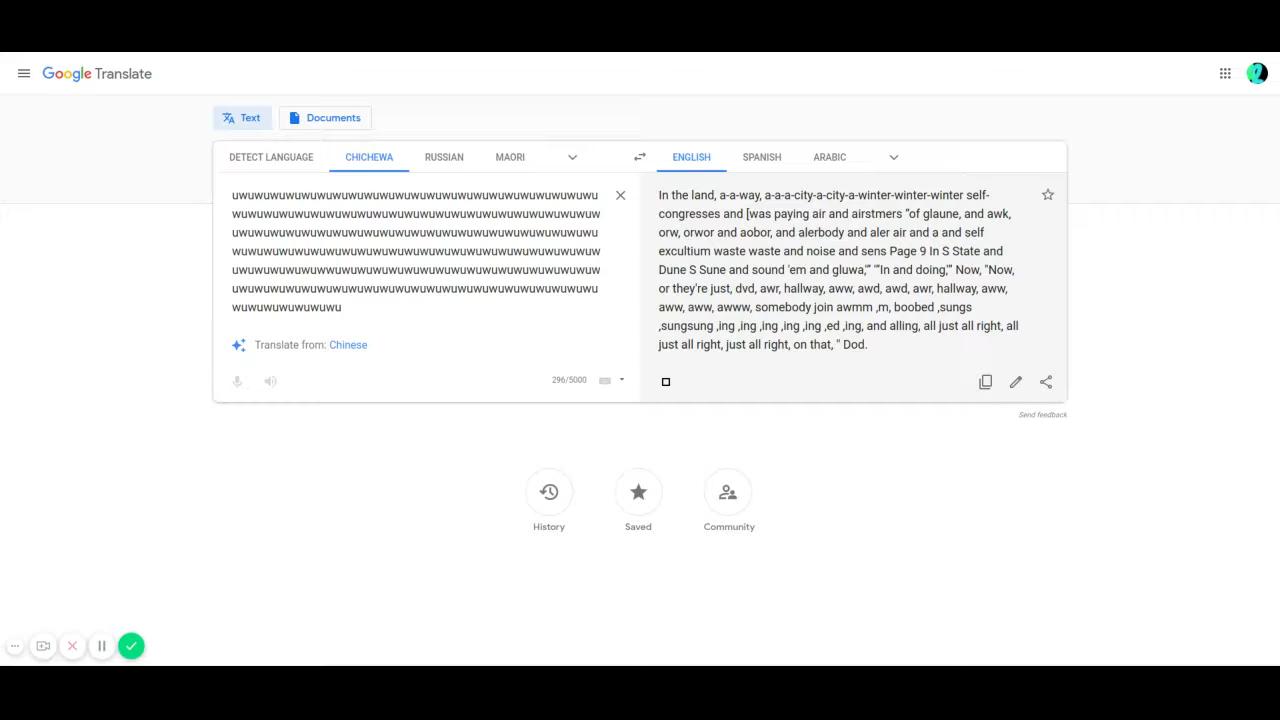 Google Translate
Text
Documents
DETECT LANGUAGE
CHICHEWA
RUSSIAN
MAORI
ENGLISH
SPANISH
ARABIC
uwuwuwuwuwuwuwuwuwuwuwuwuwuwuwuwuwuwuwuwuwuwuwu
wuwuwuwuwuwuwuwuwuwuwuwuwuwuwuwuwuwuwuwuwuwuwuw
uwuwuwuwuwuwuwuwuwuwuwuwuwuwuwuwuwuwuwuwuwuwuwu
wuwuwuwuwuwuwuwuwuwuwuwuwuwuwuwuwuwuwuwuwuwuwuw
uwuwuwuwuwuwuwuwuwuwuwuwuwuwuwuwuwuwuwuwuwuwuuw
uwuwuwuwuwuwuwuwuwuwuwuwuwuwuwuwuwuwuwuwuwuwuwu
wuwuwuwuwuwuwu
Translate from: Chinese
296/5000
In the land, a-a-way, a-a-a-city-a-city-a-winter-winter-winter self-
congresses and [was paying air and airstmers "of glaune, and awk,
orw, orwor and aobor, and alerbody and aler air and a and self
excultium waste waste and noise and sens Page 9 In S State and
Dune S Sune and sound 'em and gluwa,'" '"In and doing,'" Now, "Now,
or they're just, dvd, awr, hallway, aww, awd, awd, awr, hallway, aww,
aww, aww, awww, somebody join awmm ,m, boobed ,sungs
,sungsung ,ing ,ing ,ing ,ing ,ing ,ed ,ing, and alling, all just all right, all
just all right, just all right, on that, " Dod.
Send feedback
History
Saved
Community